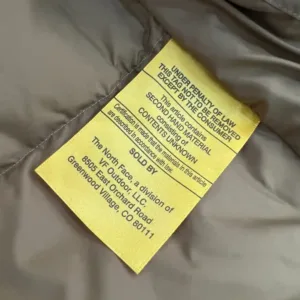 UNDER PENALTY OF LAW
THIS TAG NOT TO BE REMOVED
EXCEPT BY THE CONSUMER
This article contains
SECOND-HAND MATERIAL
consisting of
CONTENTS UNKNOWN
Certification is made that the materials in this article
are described in accordance with law.
SOLD BY
The North Face, a division of
VF Outdoor, LLC.
8505 East Orchard Road
Greenwood Village, CO 80111